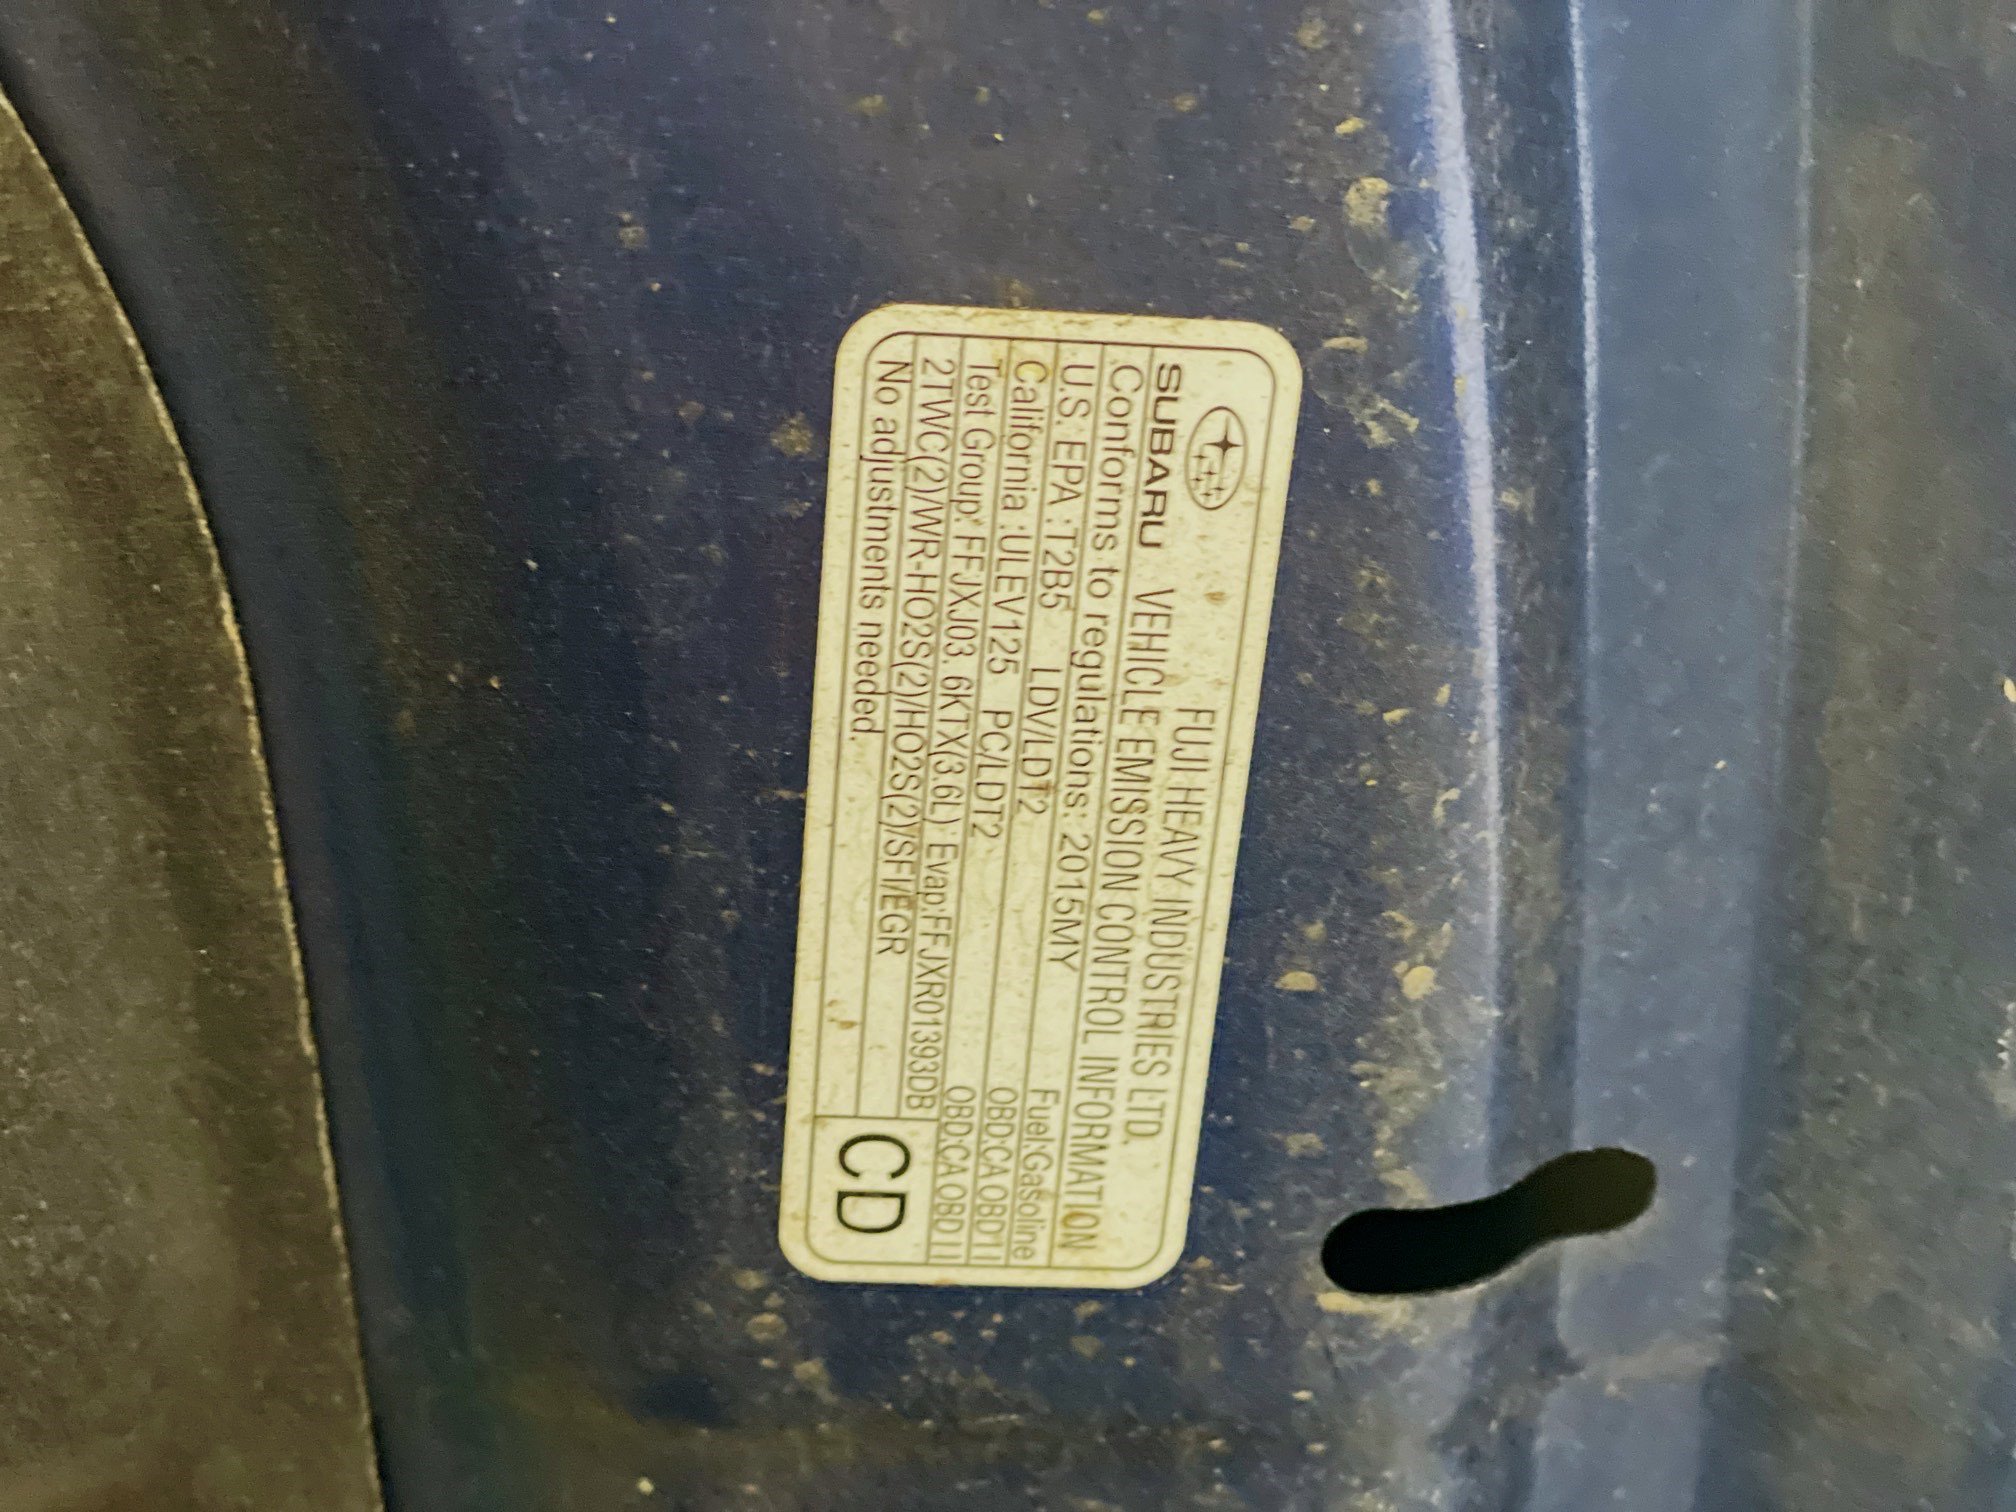 FUJI HEAVY INDUSTRIES LTD.
SUBARU VEHICLE EMISSION CONTROL INFORMATION
Conforms to regulations: 2015MY
U.S. EPA :T2B5 LDV/LDT2 Fuel:Gasoline
California :ULEV125 PC/LDT2 OBD:CA OBD II
Test Group: FFJXJ03. 6KTX(3.6L) Evap:FFJXR01393DB OBD:CA OBD II
2TWC(2)/WR-HO2S(2)/HO2S(2)/SFI/EGR
No adjustments needed.
CD